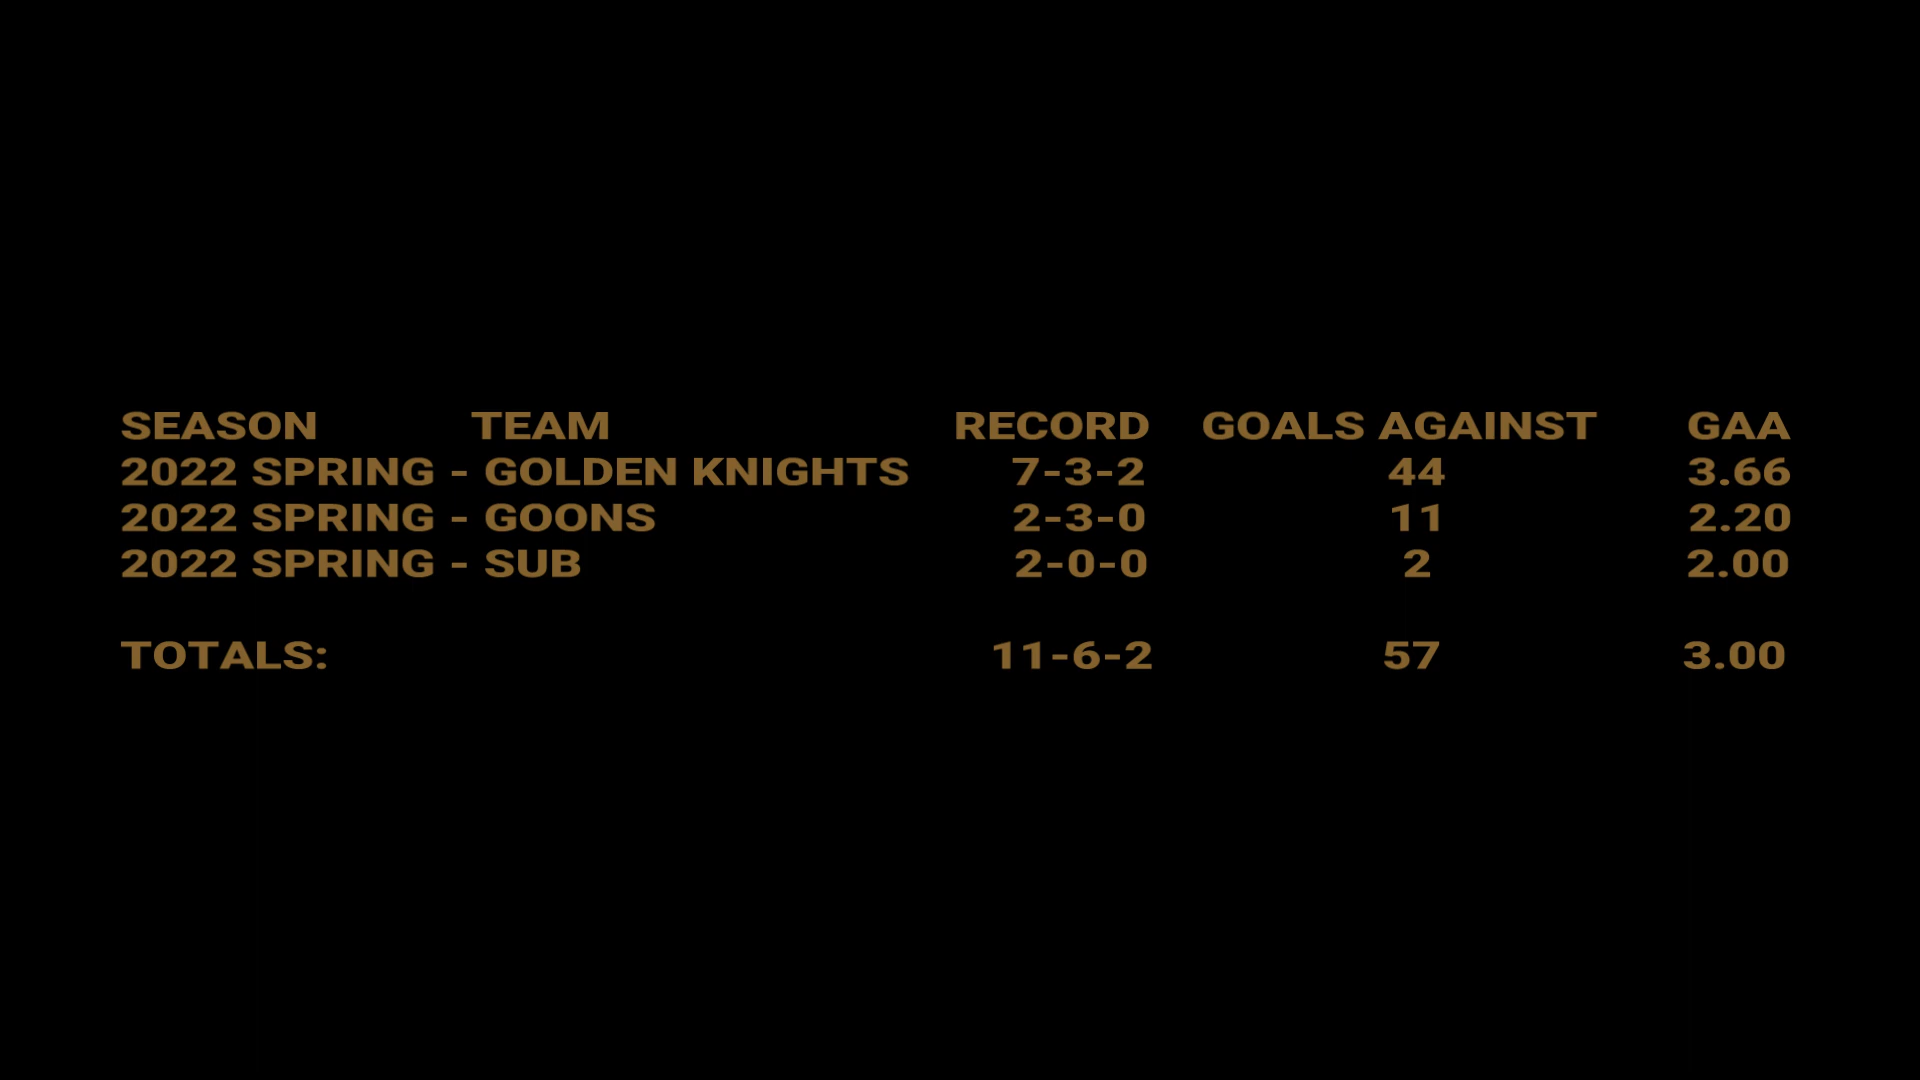 SEASON TEAM RECORD GOALS AGAINST GAA
2022 SPRING - GOLDEN KNIGHTS 7-3-2 44 3.66
2022 SPRING - GOONS 2-3-0 11 2.20
2022 SPRING - SUB 2-0-0 2 2.00
TOTALS: 11-6-2 57 3.00